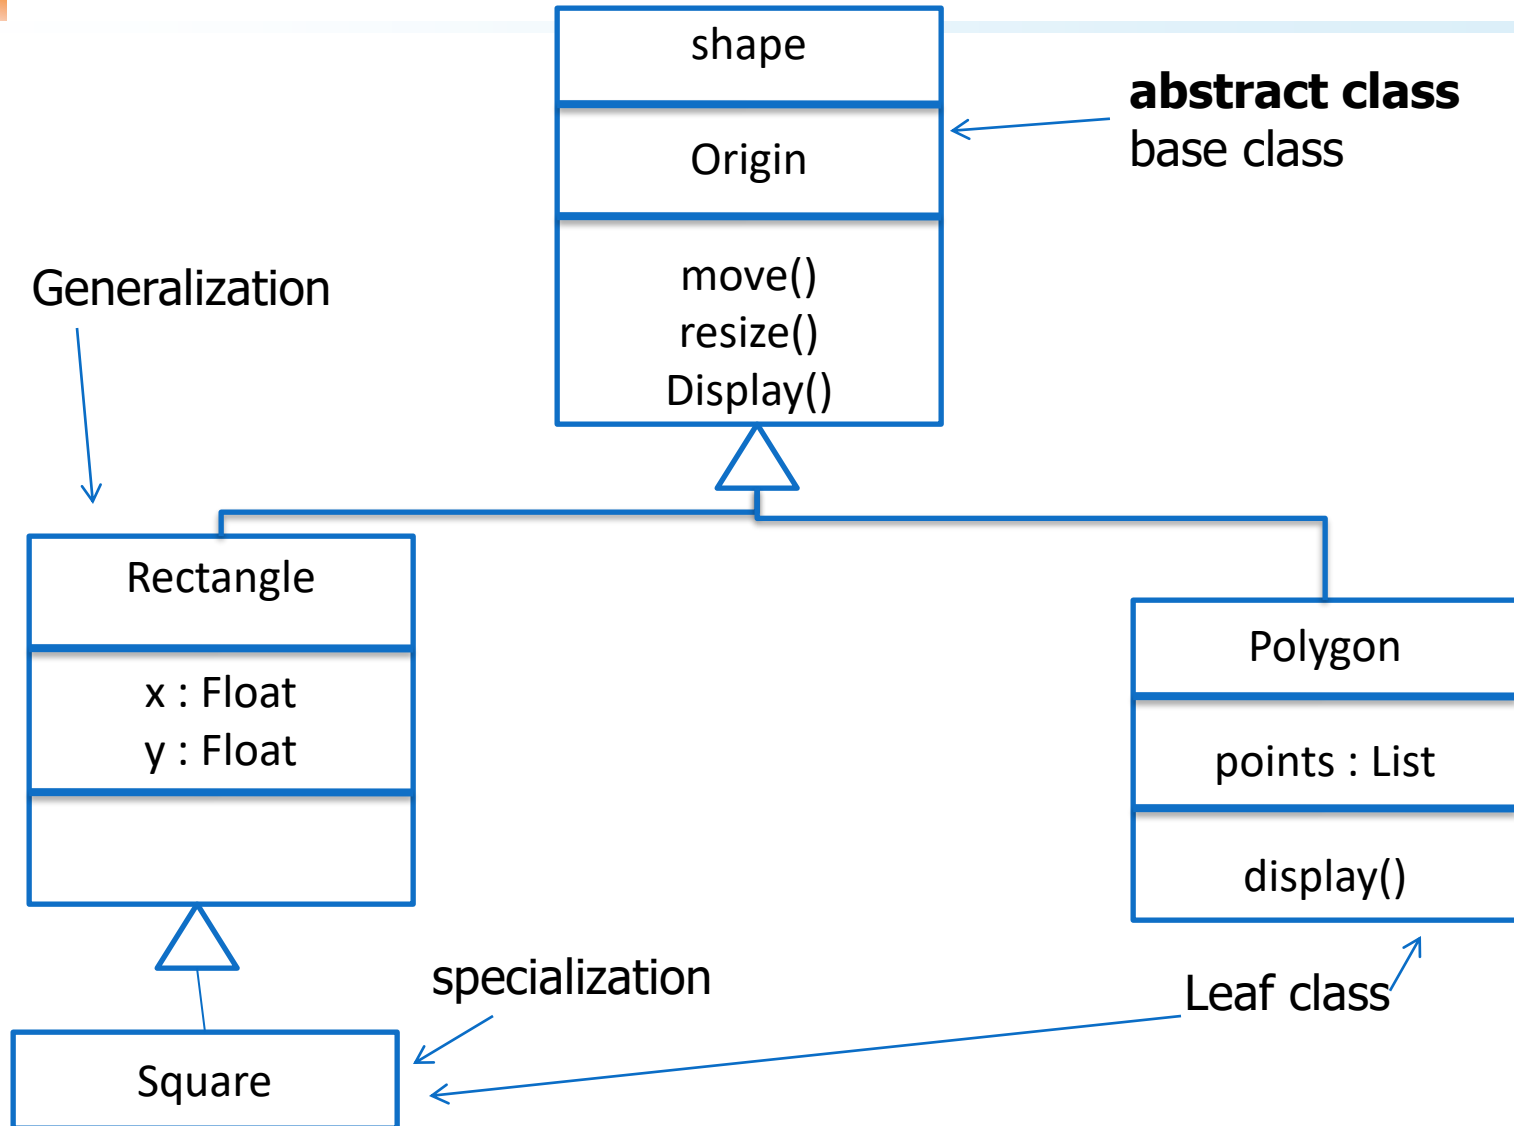 shape
abstract class
base class
Origin
Generalization
move()
resize()
Display()
Rectangle
x : Float
y : Float
Polygon
points : List
display()
specialization
Leaf class
Square